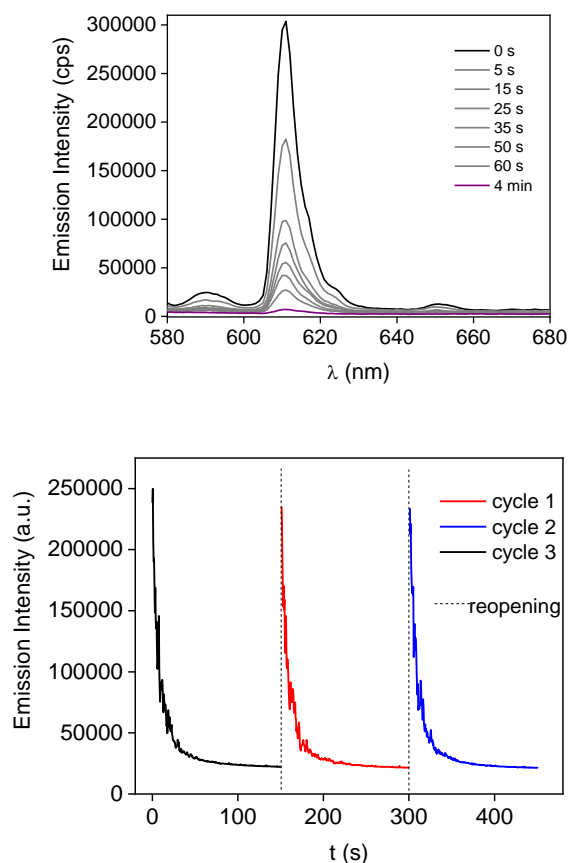 Emission Intensity (cps)
300000
250000
200000
150000
100000
50000
0
580 600 620 640 660 680
λ (nm)
0 s
5 s
15 s
25 s
35 s
50 s
60 s
4 min
Emission Intensity (a.u.)
250000
200000
150000
100000
50000
0
0 100 200 300 400
t (s)
cycle 1
cycle 2
cycle 3
reopening